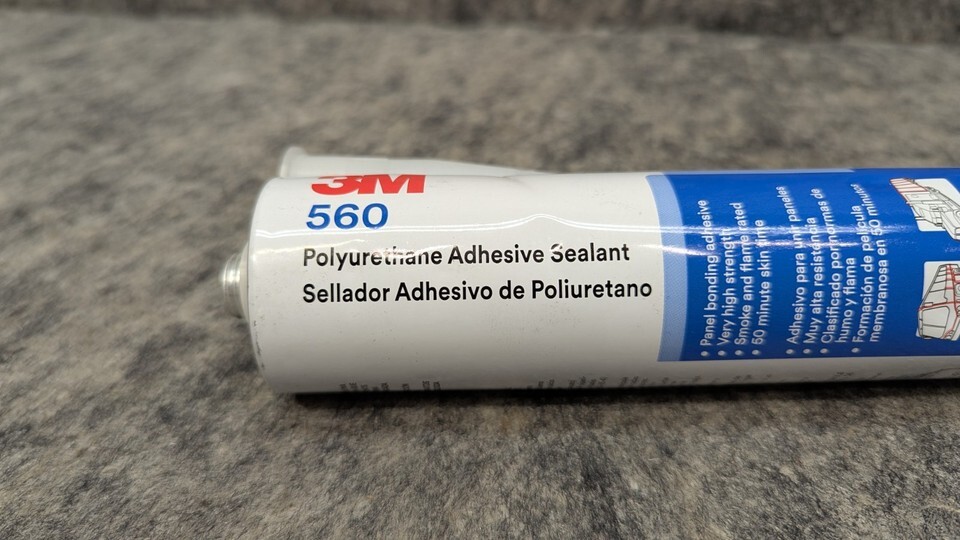 3M
560
Polyurethane Adhesive Sealant
Sellador Adhesivo de Poliuretano
• Panel bonding adhesive
• Very high strength
• Smoke and flame rated
• 50 minute skin time
• Adhesivo para unir paneles
• Muy alta resistencia
• Clasificado por normas de
humo y flama
• Formación de película
membranosa en 50 minutos